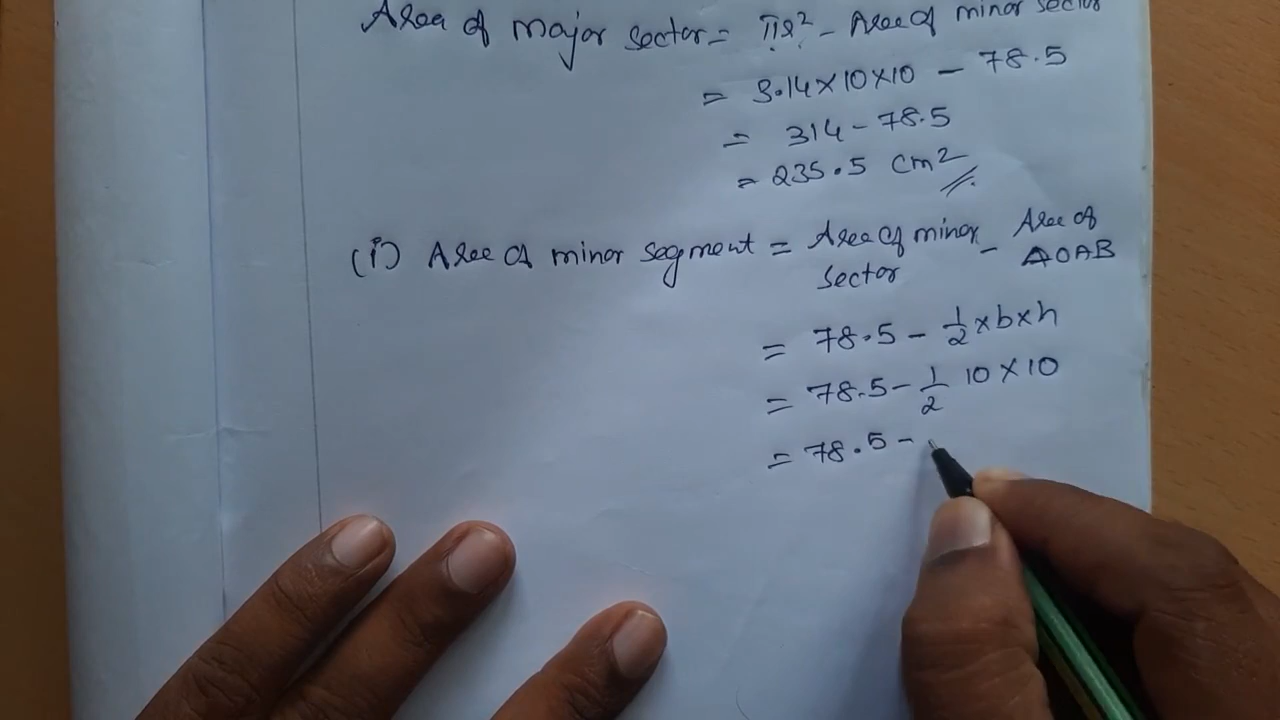 Area of major sector = πr² - Area of minor sector
= 3.14×10×10 - 78.5
= 314 - 78.5
= 235.5 cm²
(i) Area of minor segment = Area of minor sector - Area of ΔOAB
= 78.5 - 1/2 ×b×h
= 78.5 - 1/2 10×10
= 78.5 -